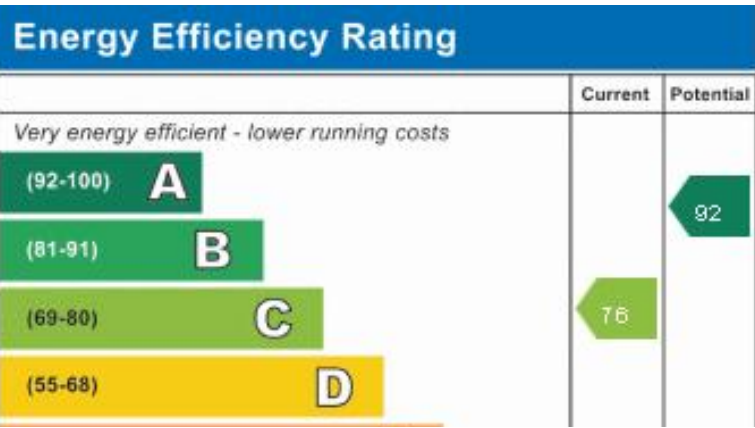 Energy Efficiency Rating
Current Potential
Very energy efficient - lower running costs
(92-100) A
92
(81-91) B
(69-80) C
76
(55-68) D